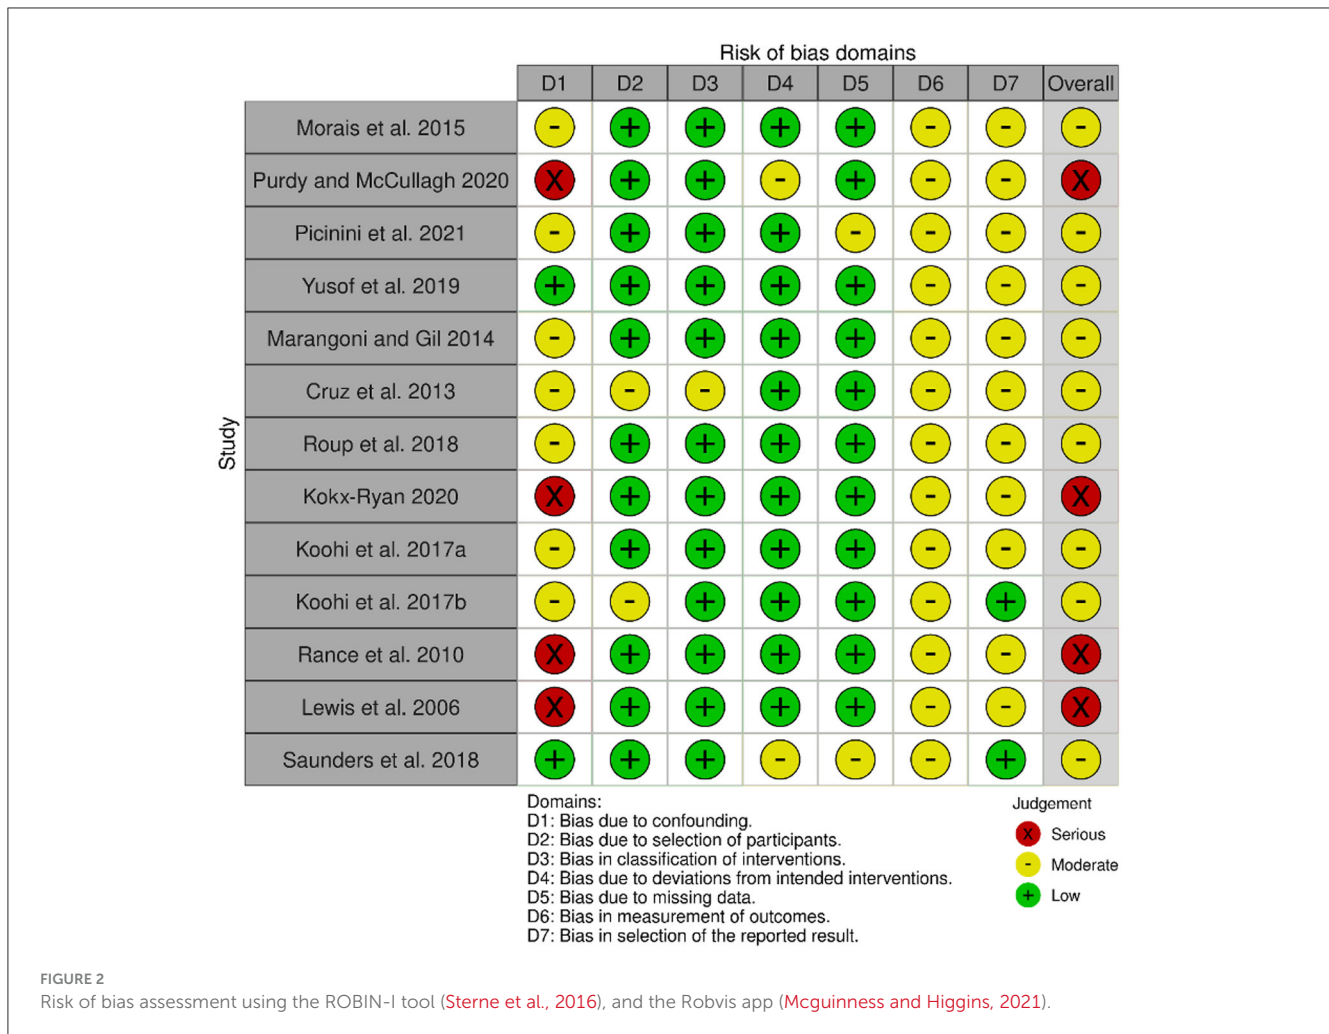 Risk of bias domains
D1 D2 D3 D4 D5 D6 D7 Overall
Study
Morais et al. 2015 - + + + + - - -
Purdy and McCullagh 2020 X + + - + - - X
Picinini et al. 2021 - + + + - - - -
Yusof et al. 2019 + + + + + - - -
Marangoni and Gil 2014 - + + + + - - -
Cruz et al. 2013 - - - + + - - -
Roup et al. 2018 - + + + + - - -
Kokx-Ryan 2020 X + + + + - - X
Koohi et al. 2017a - + + + + - - -
Koohi et al. 2017b - - + + + - + -
Rance et al. 2010 X + + + + - - X
Lewis et al. 2006 X + + + + - - X
Saunders et al. 2018 + + + - - - + -
Domains:
D1: Bias due to confounding.
D2: Bias due to selection of participants.
D3: Bias in classification of interventions.
D4: Bias due to deviations from intended interventions.
D5: Bias due to missing data.
D6: Bias in measurement of outcomes.
D7: Bias in selection of the reported result.
Judgement
X Serious
- Moderate
+ Low
FIGURE 2
Risk of bias assessment using the ROBIN-I tool (Sterne et al., 2016), and the Robvis app (Mcguinness and Higgins, 2021).